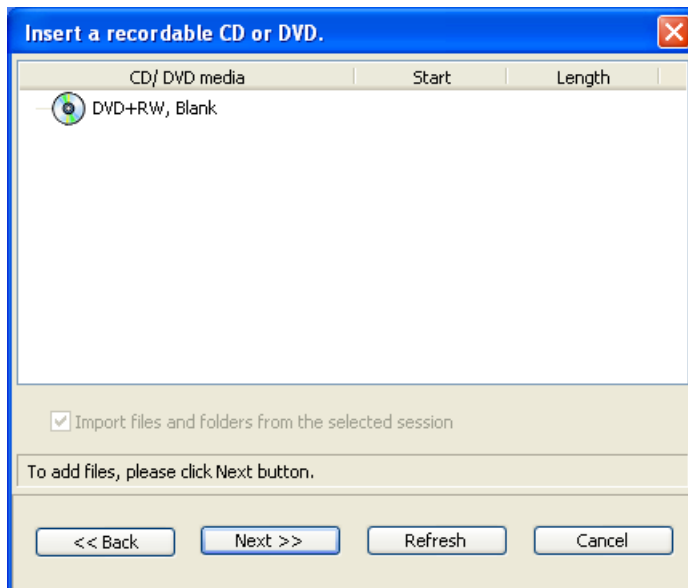 Insert a recordable CD or DVD.
CD/ DVD media Start Length
DVD+RW, Blank
Import files and folders from the selected session
To add files, please click Next button.
<< Back Next >> Refresh Cancel